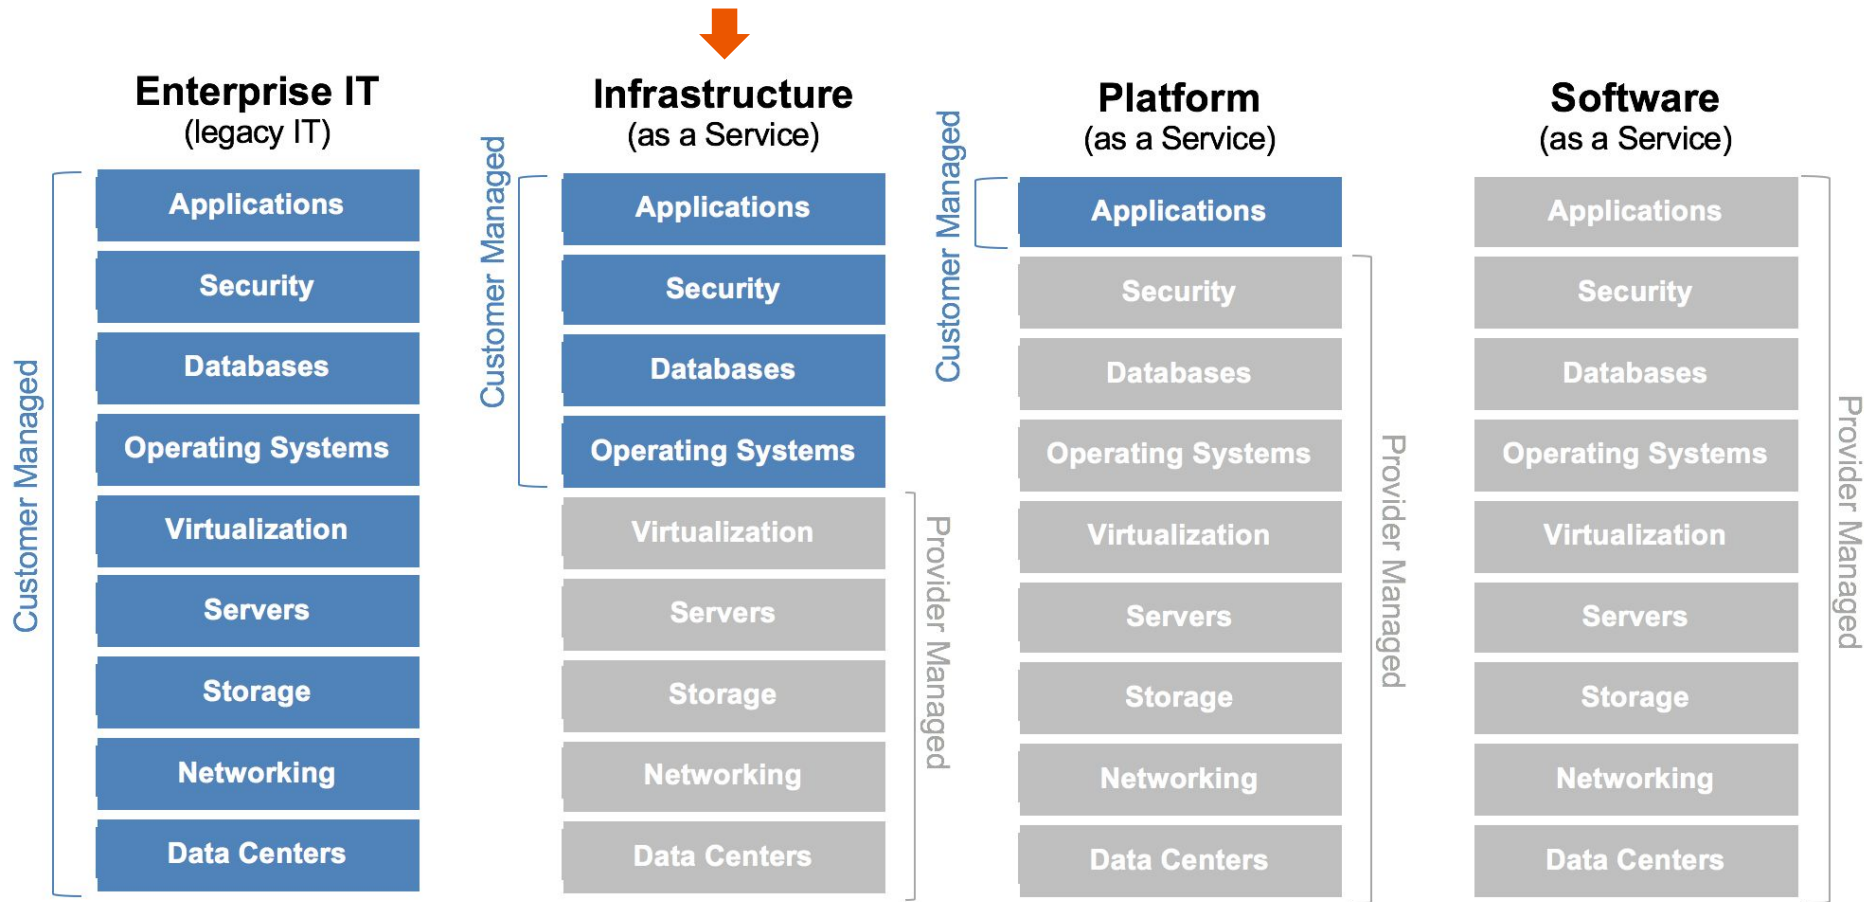 Enterprise IT
(legacy IT)
Customer Managed
Applications
Security
Databases
Operating Systems
Virtualization
Servers
Storage
Networking
Data Centers
Infrastructure
(as a Service)
Customer Managed
Applications
Security
Databases
Operating Systems
Virtualization
Servers
Storage
Networking
Data Centers
Provider Managed
Platform
(as a Service)
Customer Managed
Applications
Security
Databases
Operating Systems
Virtualization
Servers
Storage
Networking
Data Centers
Provider Managed
Software
(as a Service)
Applications
Security
Databases
Operating Systems
Virtualization
Servers
Storage
Networking
Data Centers
Provider Managed